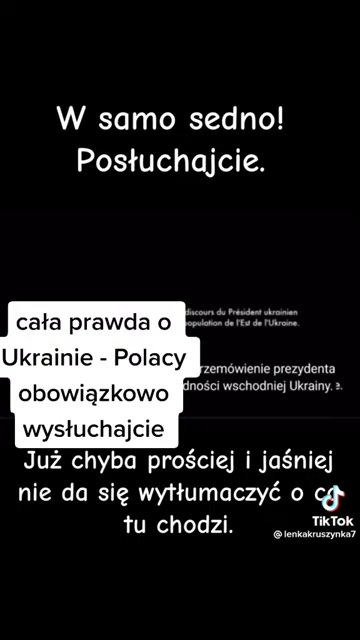 W samo sedno!
Posłuchajcie.
discours du Président ukrainien
population de l'Est de l'Ukraine.
cała prawda o
Ukrainie - Polacy
obowiązkowo
wysłuchajcie
przemówienie prezydenta
wschodniej Ukrainy.
Już chyba prościej i jaśniej
nie da się wytłumaczyć o co
tu chodzi.
TikTok
@lenkakruszynka7